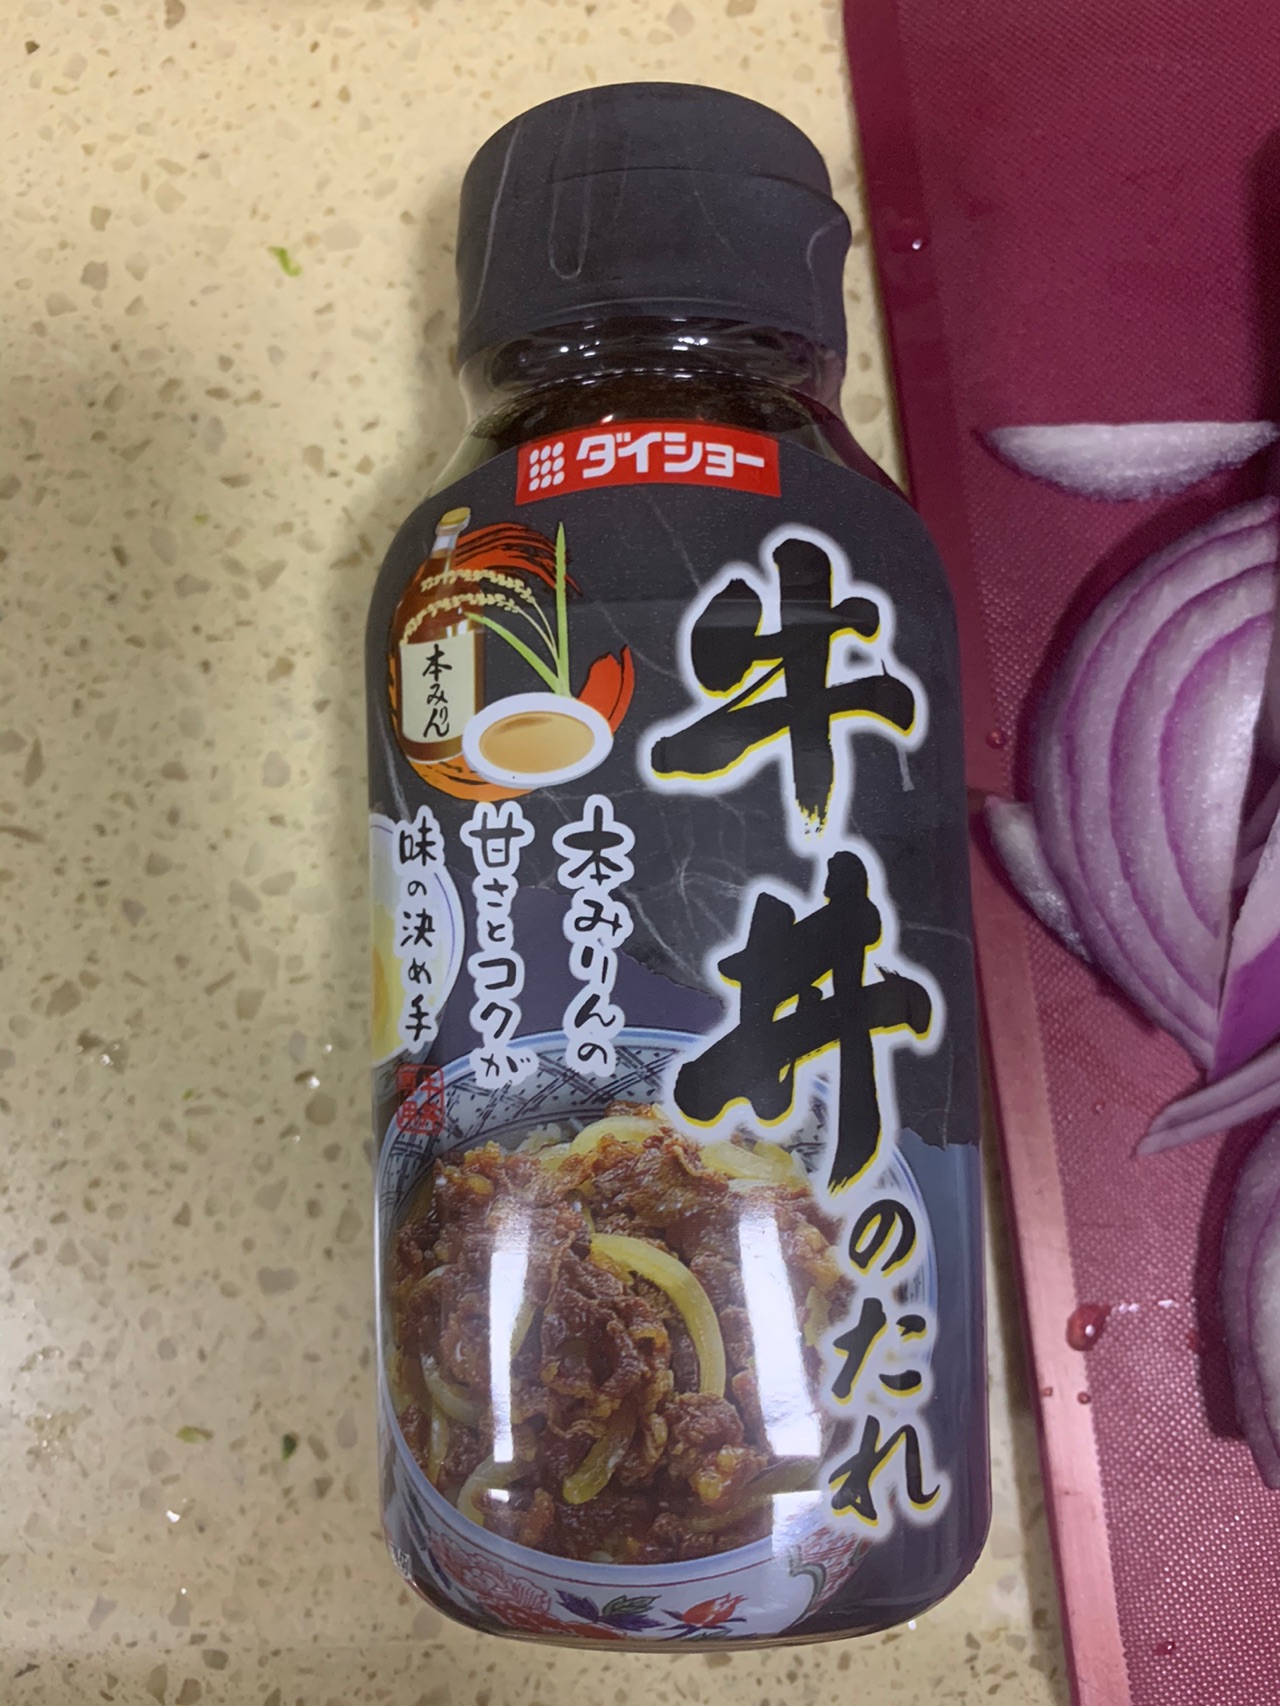 ダイショー
牛丼のたれ
本みりん
本みりんの
甘さとコクが
味の決め手